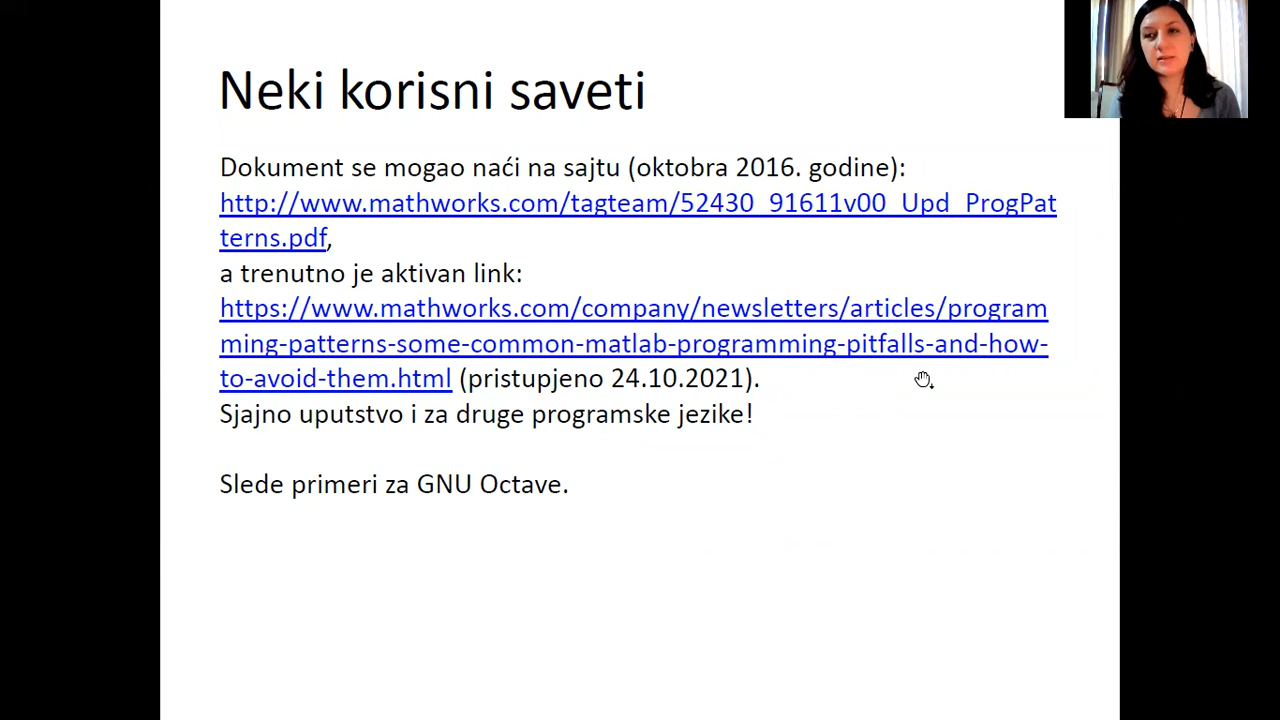 Neki korisni saveti
Dokument se mogao naći na sajtu (oktobra 2016. godine):
http://www.mathworks.com/tagteam/52430_91611v00_Upd_ProgPat
terns.pdf,
a trenutno je aktivan link:
https://www.mathworks.com/company/newsletters/articles/program
ming-patterns-some-common-matlab-programming-pitfalls-and-how-
to-avoid-them.html (pristupjeno 24.10.2021).
Sjajno uputstvo i za druge programske jezike!
Slede primeri za GNU Octave.